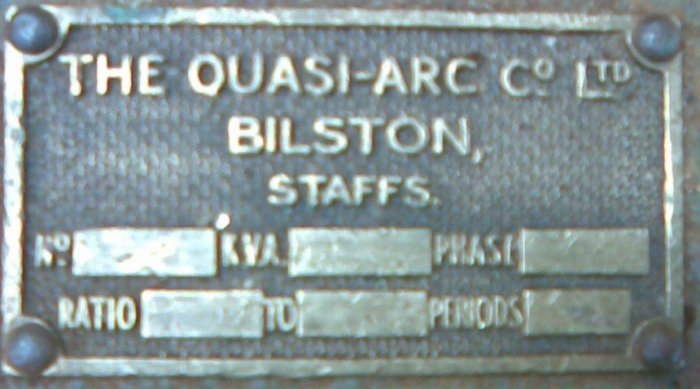 THE QUASI-ARC Cº LTD
BILSTON,
STAFFS.
Nº KVA. PHASE
RATIO TO PERIODS